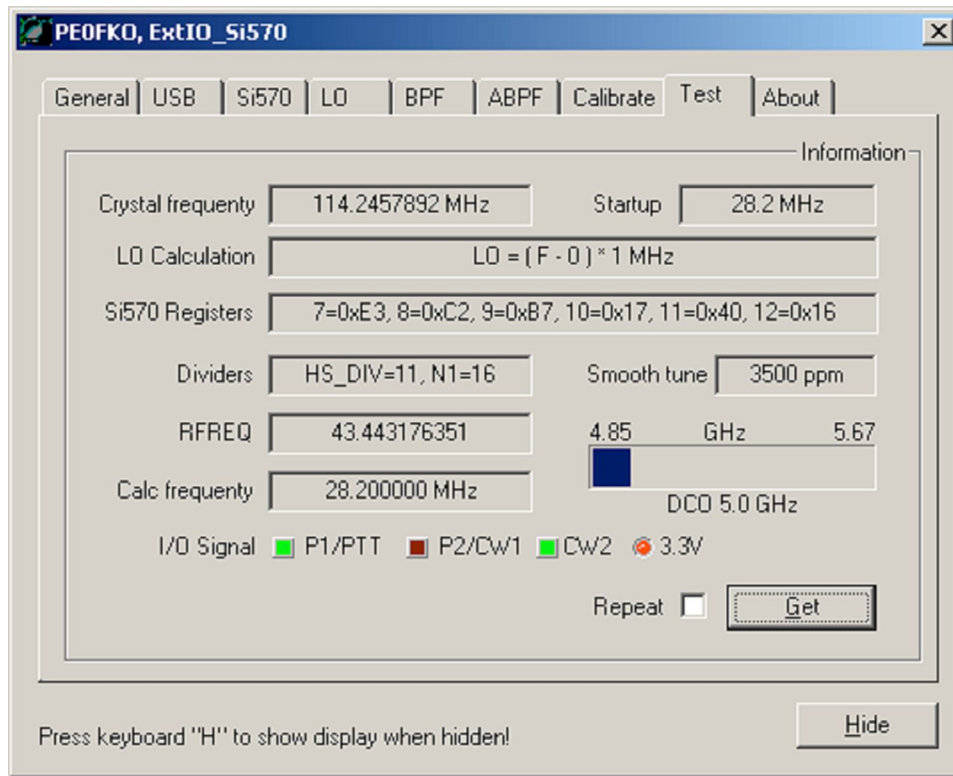 PE0FKO, ExtIO_Si570
General USB Si570 LO BPF ABPF Calibrate Test About
Information
Crystal frequenty 114.2457892 MHz Startup 28.2 MHz
LO Calculation LO = ( F - 0 ) * 1 MHz
Si570 Registers 7=0xE3, 8=0xC2, 9=0xB7, 10=0x17, 11=0x40, 12=0x16
Dividers HS_DIV=11, N1=16 Smooth tune 3500 ppm
RFREQ 43.443176351 4.85 GHz 5.67
Calc frequenty 28.200000 MHz DCO 5.0 GHz
I/O Signal P1/PTT P2/CW1 CW2 3.3V
Repeat Get
Press keyboard "H" to show display when hidden! Hide